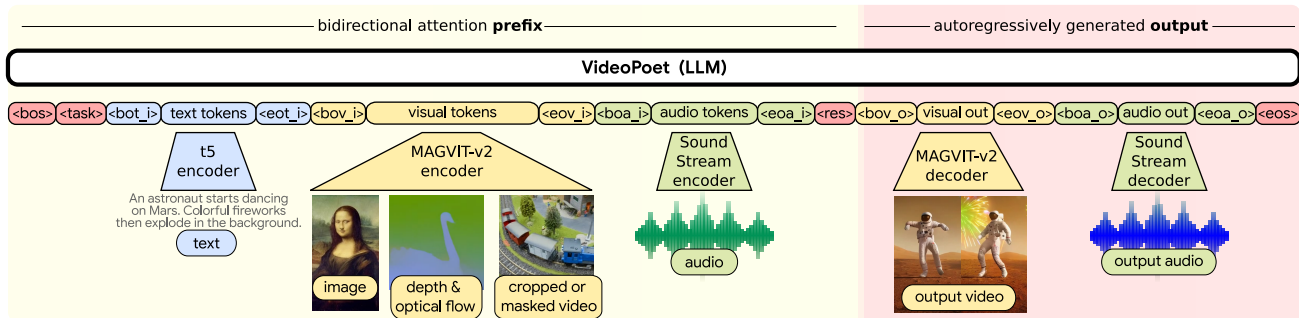 bidirectional attention prefix
autoregressively generated output
VideoPoet (LLM)
<bos> <task> <bot_i> text tokens <eot_i> <bov_i> visual tokens <eov_i> <boa_i> audio tokens <eoa_i> <res> <bov_o> visual out <eov_o> <boa_o> audio out <eoa_o> <eos>
t5
encoder
MAGVIT-v2
encoder
Sound
Stream
encoder
MAGVIT-v2
decoder
Sound
Stream
decoder
An astronaut starts dancing
on Mars. Colorful fireworks
then explode in the background.
text
image
depth &
optical flow
cropped or
masked video
audio
output video
output audio